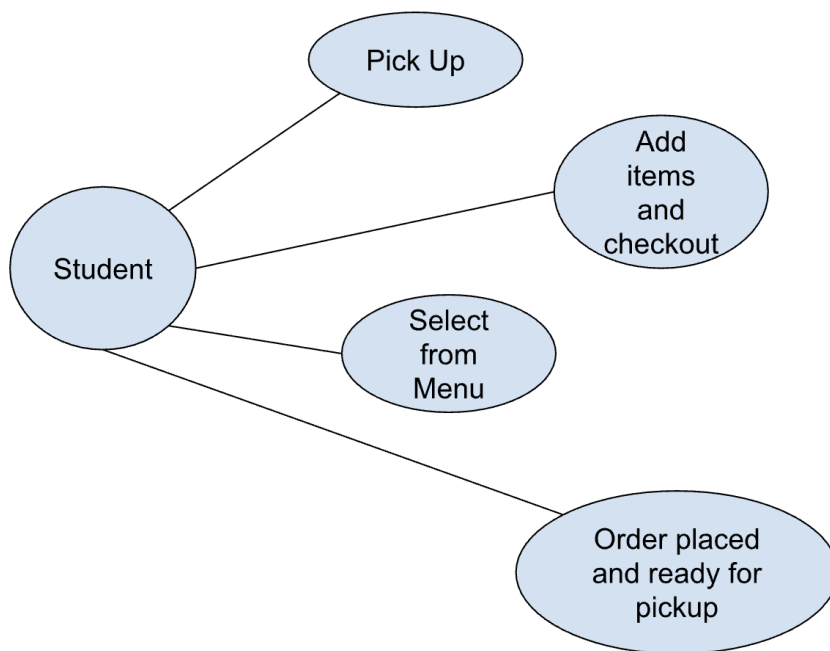 Pick Up
Add
items
and
checkout
Student
Select
from
Menu
Order placed
and ready for
pickup